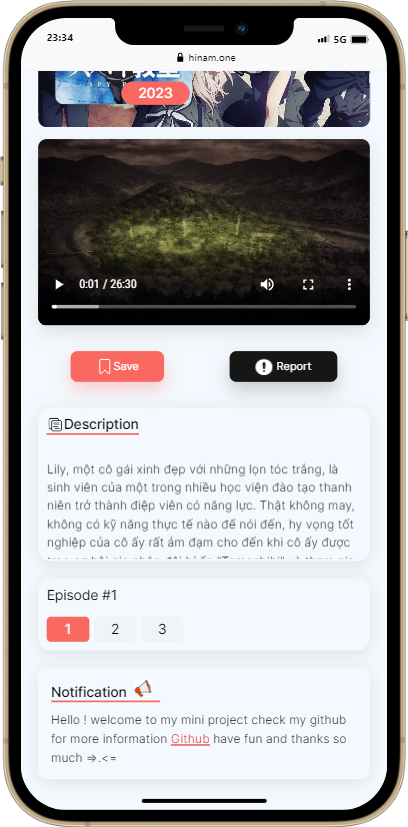 23:34
5G
hinam.one
2023
0:01 / 26:30
Save
Report
Description
Lily, một cô gái xinh đẹp với những lọn tóc trắng, là
sinh viên của một trong nhiều học viện đào tạo thanh
niên trở thành điệp viên có năng lực. Thật không may,
không có kỹ năng thực tế nào để nói đến, hy vọng tốt
nghiệp của cô ấy rất ảm đạm cho đến khi cô ấy được
Episode #1
1 2 3
Notification
Hello ! welcome to my mini project check my github
for more information Github have fun and thanks so
much =>.<=